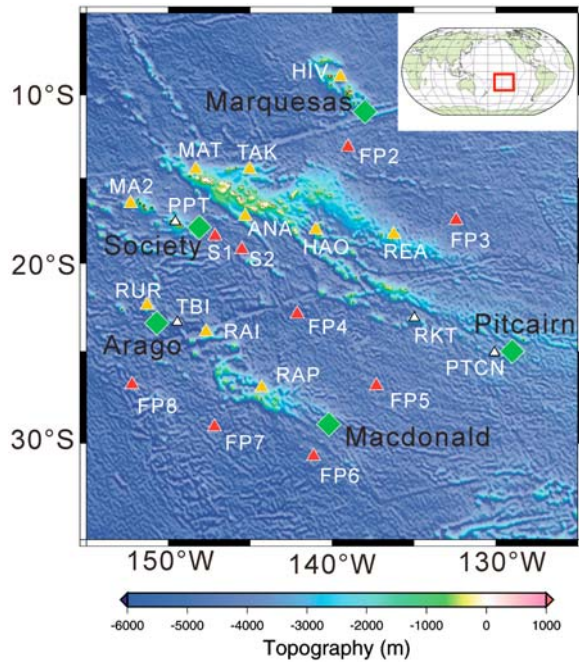 HIV
10°S
Marquesas
FP2
MAT
TAK
MA2
PPT
ANA
HAO
REA
FP3
Society
S1
S2
20°S
RUR
TBI
FP4
RKT
Pitcairn
Arago
RAI
PTCN
RAP
FP5
FP8
Macdonald
FP7
30°S
FP6
150°W
140°W
130°W
-6000
-5000
-4000
-3000
-2000
-1000
0
1000
Topography (m)